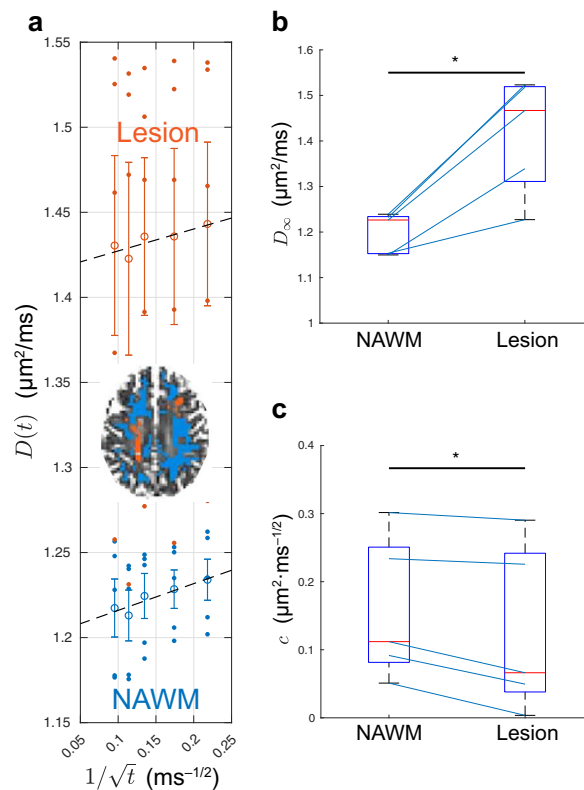 a
1.55
1.5
1.45
1.4
1.35
1.3
1.25
1.2
1.15
D(t) (μm²/ms)
Lesion
NAWM
0.05
0.1
0.15
0.2
0.25
1/√t (ms⁻¹/²)
b
1.6
1.5
1.4
1.3
1.2
1.1
1
D∞ (μm²/ms)
*
NAWM
Lesion
c
0.4
0.3
0.2
0.1
0
c (μm²·ms⁻¹/²)
*
NAWM
Lesion